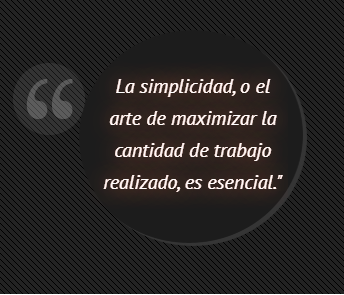 La simplicidad, o el
arte de maximizar la
cantidad de trabajo
realizado, es esencial."